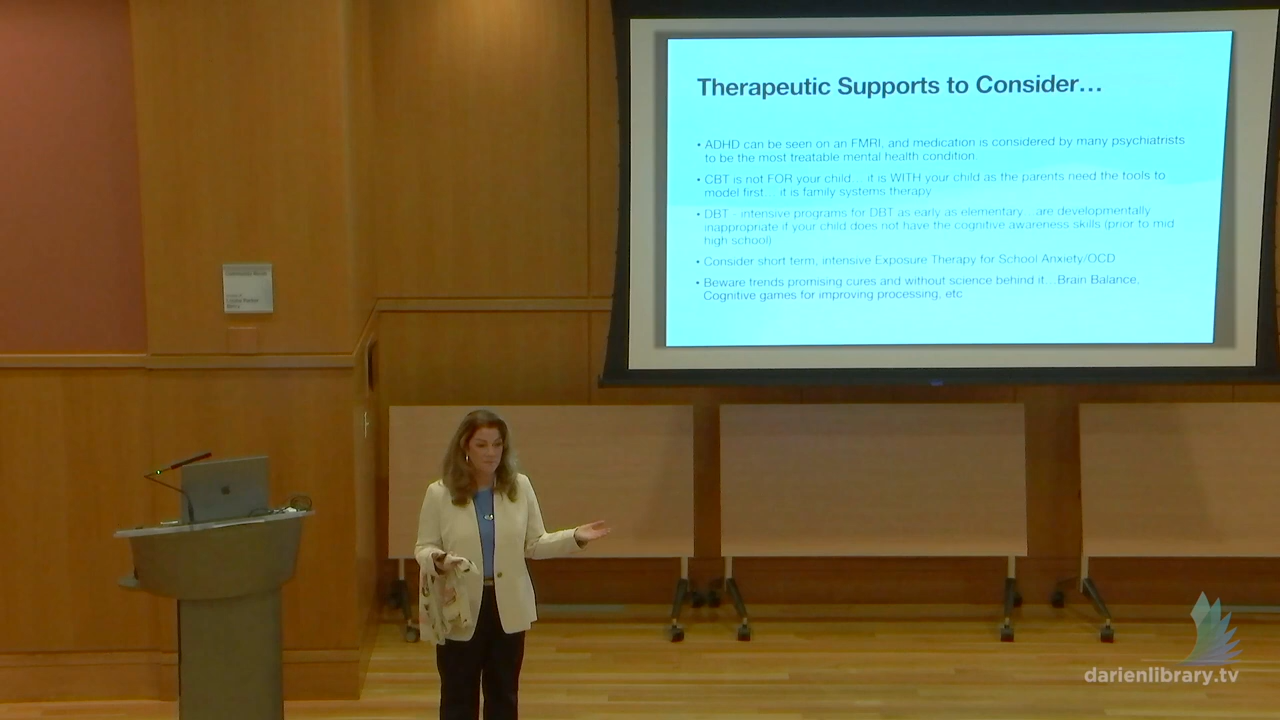 Therapeutic Supports to Consider…
• ADHD can be seen on an FMRI, and medication is considered by many psychiatrists
to be the most treatable mental health condition.
• CBT is not FOR your child… it is WITH your child as the parents need the tools to
model first… it is family systems therapy
• DBT - intensive programs for DBT as early as elementary…are developmentally
inappropriate if your child does not have the cognitive awareness skills (prior to mid
high school)
• Consider short term, intensive Exposure Therapy for School Anxiety/OCD
• Beware trends promising cures and without science behind it…Brain Balance,
Cognitive games for improving processing, etc
darienlibrary.tv